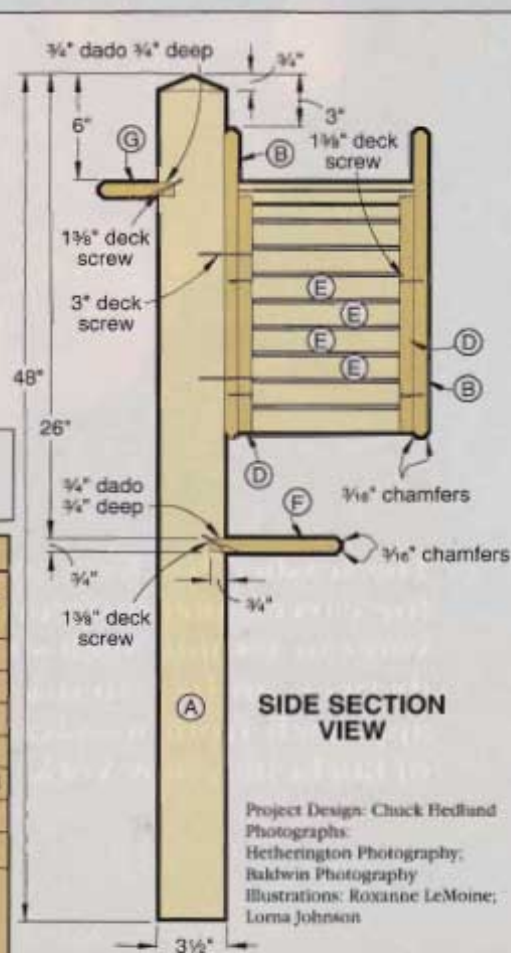 ¾" dado ¾" deep
¾"
6"
3"
G
B
1⅜" deck
screw
1⅜" deck
screw
3" deck
screw
E
E
E
E
D
B
48"
26"
D
¾" dado
¾" deep
F
3/16" chamfers
3/16" chamfers
¾"
¾"
1⅜" deck
screw
A
SIDE SECTION
VIEW
Project Design: Chuck Hedlund
Photographs:
Hetherington Photography;
Baldwin Photography
Illustrations: Roxanne LeMoine;
Lorna Johnson
3½"